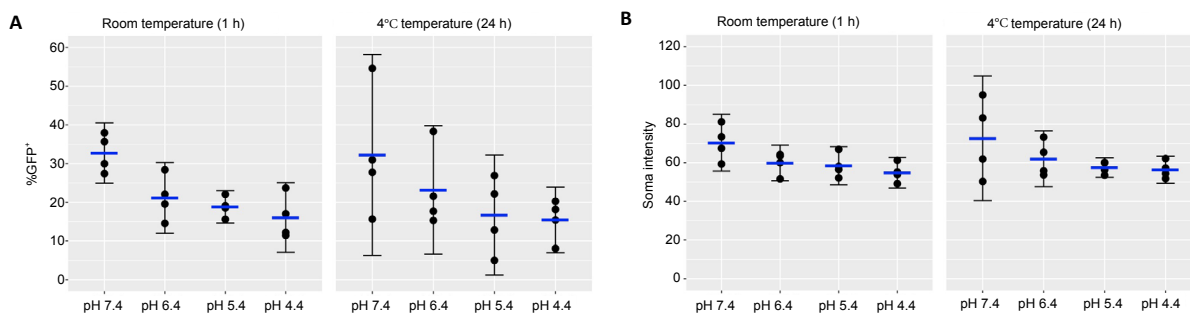 A
Room temperature (1 h)
4°C temperature (24 h)
%GFP+
60
50
40
30
20
10
0
pH 7.4 pH 6.4 pH 5.4 pH 4.4
pH 7.4 pH 6.4 pH 5.4 pH 4.4
B
Room temperature (1 h)
4°C temperature (24 h)
Soma Intensity
120
100
80
60
40
20
0
pH 7.4 pH 6.4 pH 5.4 pH 4.4
pH 7.4 pH 6.4 pH 5.4 pH 4.4